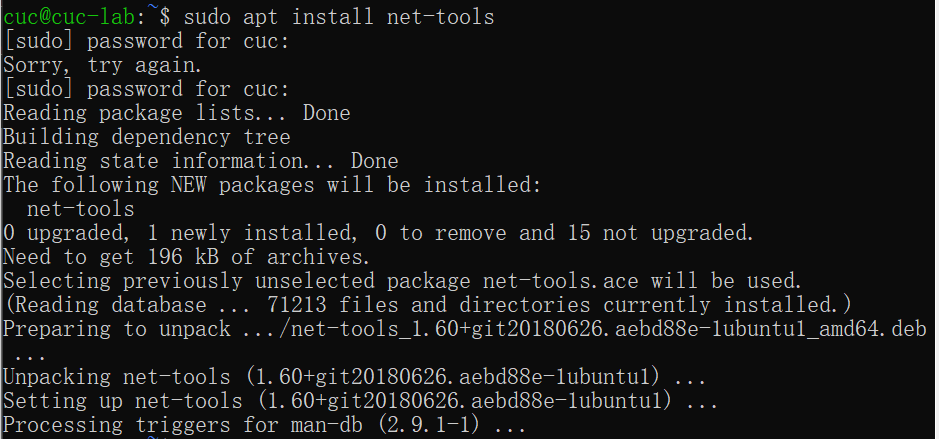 cuc@cuc-lab:~$ sudo apt install net-tools
[sudo] password for cuc:
Sorry, try again.
[sudo] password for cuc:
Reading package lists... Done
Building dependency tree
Reading state information... Done
The following NEW packages will be installed:
  net-tools
0 upgraded, 1 newly installed, 0 to remove and 15 not upgraded.
Need to get 196 kB of archives.
Selecting previously unselected package net-tools.ace will be used.
(Reading database ... 71213 files and directories currently installed.)
Preparing to unpack .../net-tools_1.60+git20180626.aebd88e-1ubuntu1_amd64.deb
 ...
Unpacking net-tools (1.60+git20180626.aebd88e-1ubuntu1) ...
Setting up net-tools (1.60+git20180626.aebd88e-1ubuntu1) ...
Processing triggers for man-db (2.9.1-1) ...